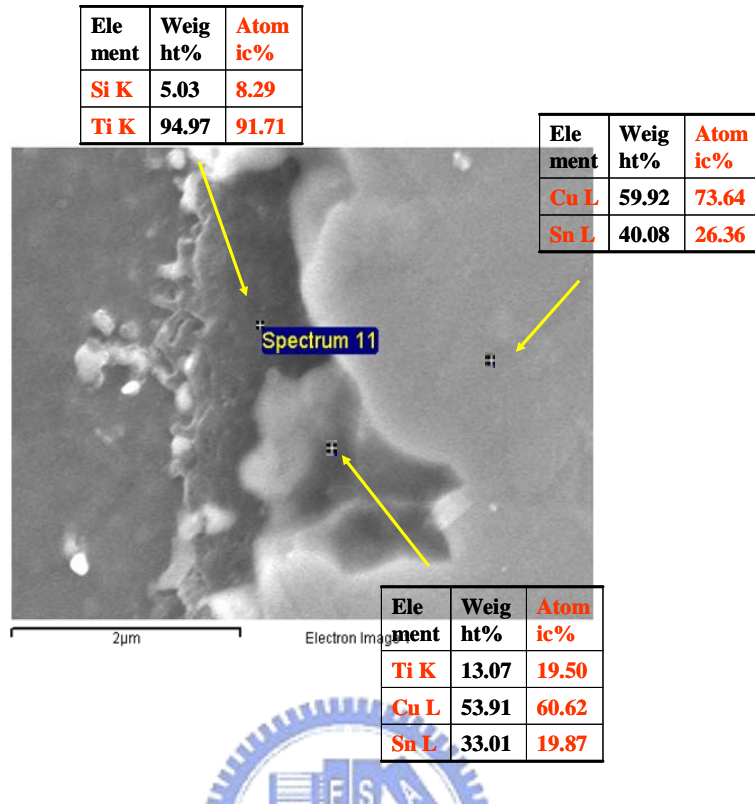 Ele Weig Atom
ment ht% ic%
Si K 5.03 8.29
Ti K 94.97 91.71
Ele Weig Atom
ment ht% ic%
Cu L 59.92 73.64
Sn L 40.08 26.36
Spectrum 11
2µm
Electron Image
Ele Weig Atom
ment ht% ic%
Ti K 13.07 19.50
Cu L 53.91 60.62
Sn L 33.01 19.87
E S A